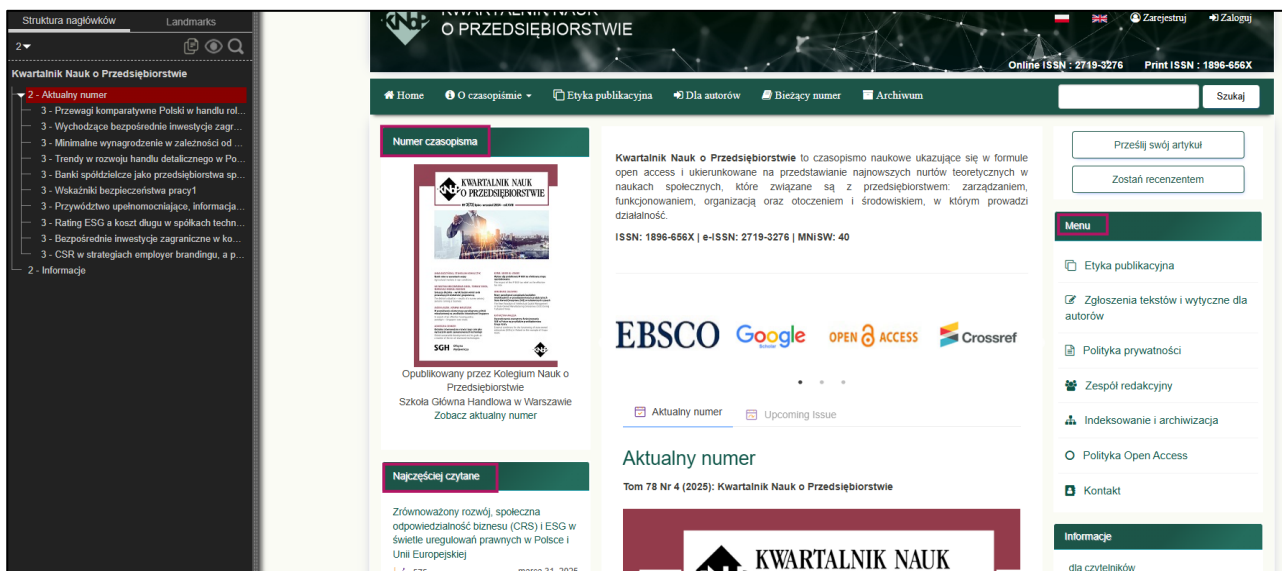 Struktura nagłówków
Landmarks
2
Kwartalnik Nauk o Przedsiębiorstwie
2 - Aktualny numer
3 - Przewagi komparatywne Polski w handlu rol...
3 - Wychodzące bezpośrednie inwestycje zagr...
3 - Minimalne wynagrodzenie w zależności od ...
3 - Trendy w rozwoju handlu detalicznego w Po...
3 - Banki spółdzielcze jako przedsiębiorstwa sp...
3 - Wskaźniki bezpieczeństwa pracy1
3 - Przywództwo upełnomocniające, informacja...
3 - Rating ESG a koszt długu w spółkach techn...
3 - Bezpośrednie inwestycje zagraniczne w ko...
3 - CSR w strategiach employer brandingu, a p...
2 - Informacje
KWARTALNIK NAUK
O PRZEDSIĘBIORSTWIE
Zarejestruj
Zaloguj
Online ISSN : 2719-3276 Print ISSN : 1896-656X
Home
O czasopiśmie
Etyka publikacyjna
Dla autorów
Bieżący numer
Archiwum
Szukaj
Numer czasopisma
KWARTALNIK NAUK
O PRZEDSIĘBIORSTWIE
SGH
Opublikowany przez Kolegium Nauk o
Przedsiębiorstwie
Szkoła Główna Handlowa w Warszawie
Zobacz aktualny numer
Najczęściej czytane
Zrównoważony rozwój, społeczna
odpowiedzialność biznesu (CRS) i ESG w
świetle uregulowań prawnych w Polsce i
Unii Europejskiej
marca 31, 2025
Kwartalnik Nauk o Przedsiębiorstwie to czasopismo naukowe ukazujące się w formule
open access i ukierunkowane na przedstawianie najnowszych nurtów teoretycznych w
naukach społecznych, które związane są z przedsiębiorstwem: zarządzaniem,
funkcjonowaniem, organizacją oraz otoczeniem i środowiskiem, w którym prowadzi
działalność.
ISSN: 1896-656X | e-ISSN: 2719-3276 | MNiSW: 40
EBSCO
Google
Scholar
OPEN ACCESS
Crossref
Aktualny numer
Upcoming Issue
Aktualny numer
Tom 78 Nr 4 (2025): Kwartalnik Nauk o Przedsiębiorstwie
KWARTALNIK NAUK
Prześlij swój artykuł
Zostań recenzentem
Menu
Etyka publikacyjna
Zgłoszenia tekstów i wytyczne dla
autorów
Polityka prywatności
Zespół redakcyjny
Indeksowanie i archiwizacja
Polityka Open Access
Kontakt
Informacje
dla czytelników